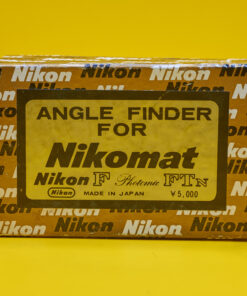 Nikon Nikon Nikon
ANGLE FINDER
FOR
Nikomat
Nikon F Photomic FTN
Nikon MADE IN JAPAN ¥5,000
Nikon Nikon Nikon